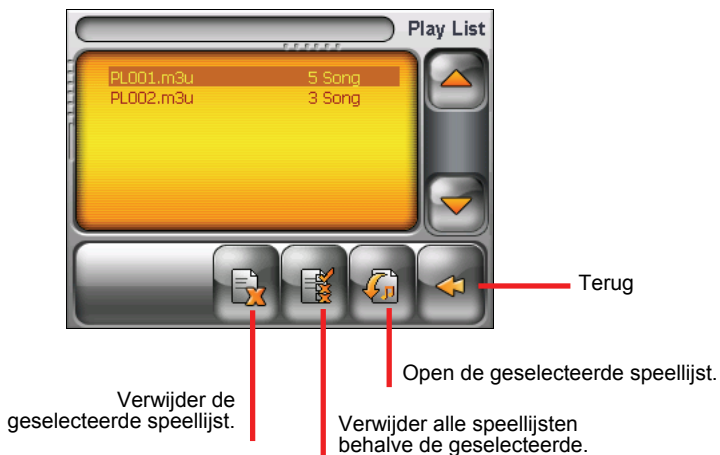 Play List
PL001.m3u 5 Song
PL002.m3u 3 Song
Terug
Open de geselecteerde speellijst.
Verwijder de
geselecteerde speellijst.
Verwijder alle speellijsten
behalve de geselecteerde.